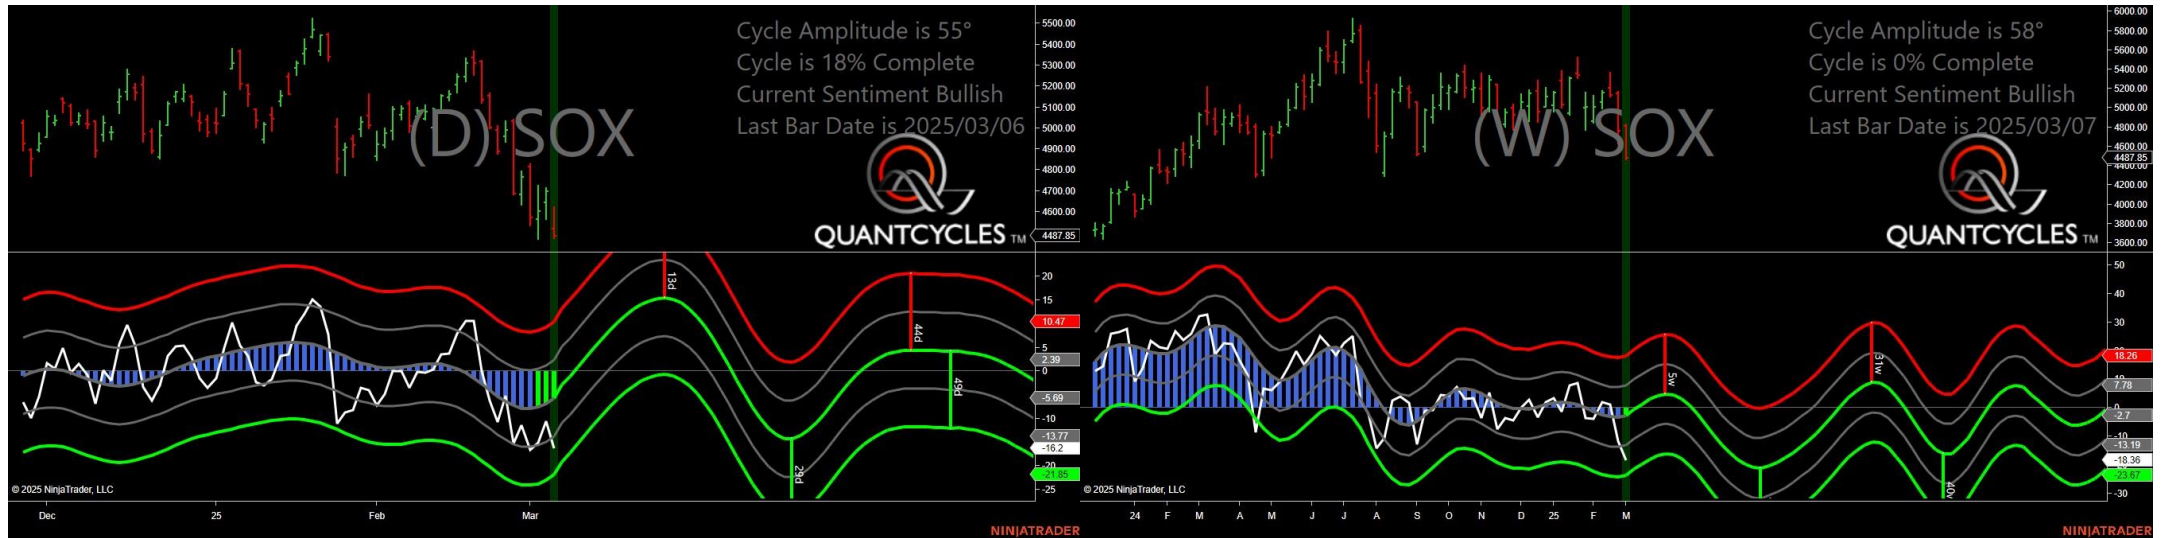 Cycle Amplitude is 55°
Cycle is 18% Complete
Current Sentiment Bullish
Last Bar Date is 2025/03/06
(D) SOX
QUANTCYCLES TM
5500.00
5400.00
5300.00
5200.00
5100.00
5000.00
4900.00
4800.00
4700.00
4600.00
4487.85
13d
44d
49d
29d
20
15
10.47
5
2.39
0
-5.69
-10
-13.77
-16.2
-20
-21.85
-25
© 2025 NinjaTrader, LLC
Dec 25 Feb Mar
NINJATRADER
Cycle Amplitude is 58°
Cycle is 0% Complete
Current Sentiment Bullish
Last Bar Date is 2025/03/07
(W) SOX
QUANTCYCLES TM
6000.00
5800.00
5600.00
5400.00
5200.00
5000.00
4800.00
4600.00
4487.85
4400.00
4200.00
4000.00
3800.00
3600.00
5w
31w
40w
50
40
30
18.26
10
7.78
0
-2.7
-10
-13.19
-18.36
-23.67
-30
© 2025 NinjaTrader, LLC
24 F M A M J J A S O N D 25 F M
NINJATRADER